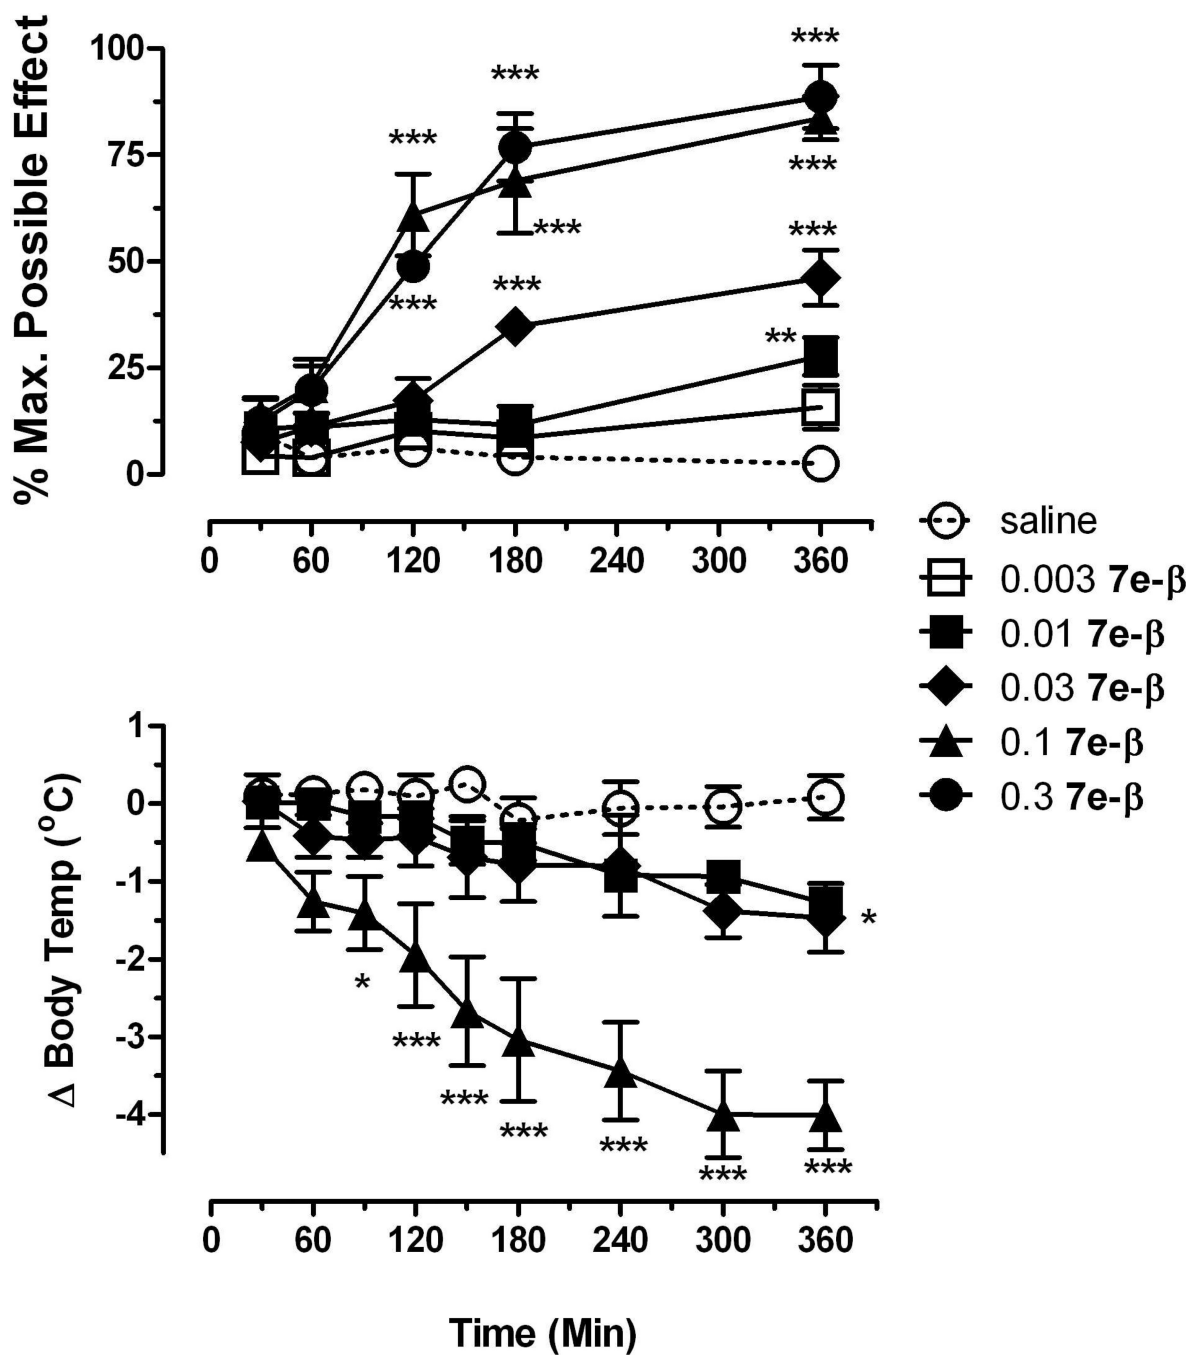 % Max. Possible Effect
100
75
50
25
0
***
***
***
***
***
***
***
***
**
0 60 120 180 240 300 360
saline
0.003 7e-β
0.01 7e-β
0.03 7e-β
0.1 7e-β
0.3 7e-β
Δ Body Temp (°C)
1
0
-1
-2
-3
-4
*
*
***
***
***
***
***
***
0 60 120 180 240 300 360
Time (Min)